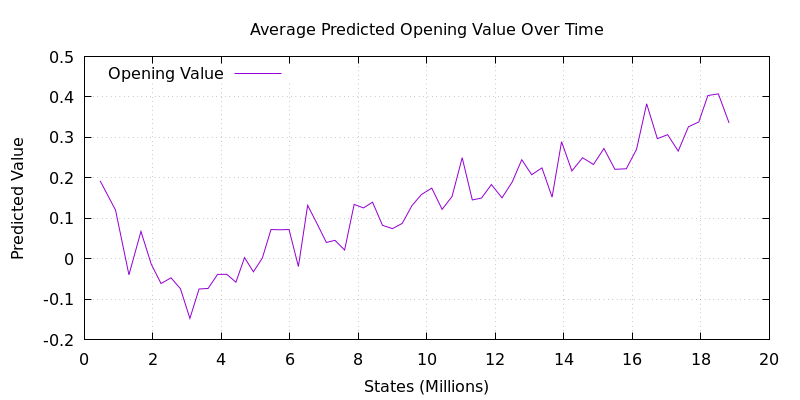 Average Predicted Opening Value Over Time
0.5
Opening Value
0.4
0.3
0.2
0.1
0
-0.1
-0.2
Predicted Value
0 2 4 6 8 10 12 14 16 18 20
States (Millions)